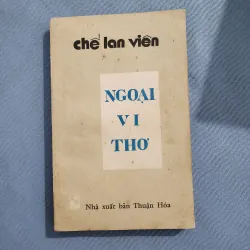 chế lan viên
NGOẠI
VI
THƠ
Nhà xuất bản Thuận Hóa